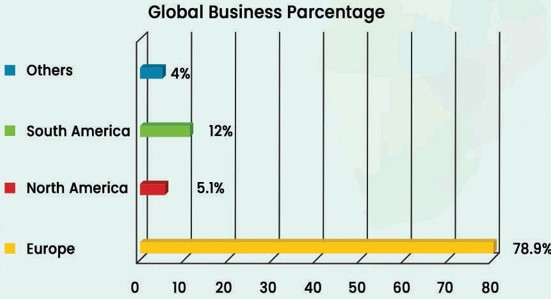 Global Business Parcentage
Others 4%
South America 12%
North America 5.1%
Europe 78.9%
0 10 20 30 40 50 60 70 80